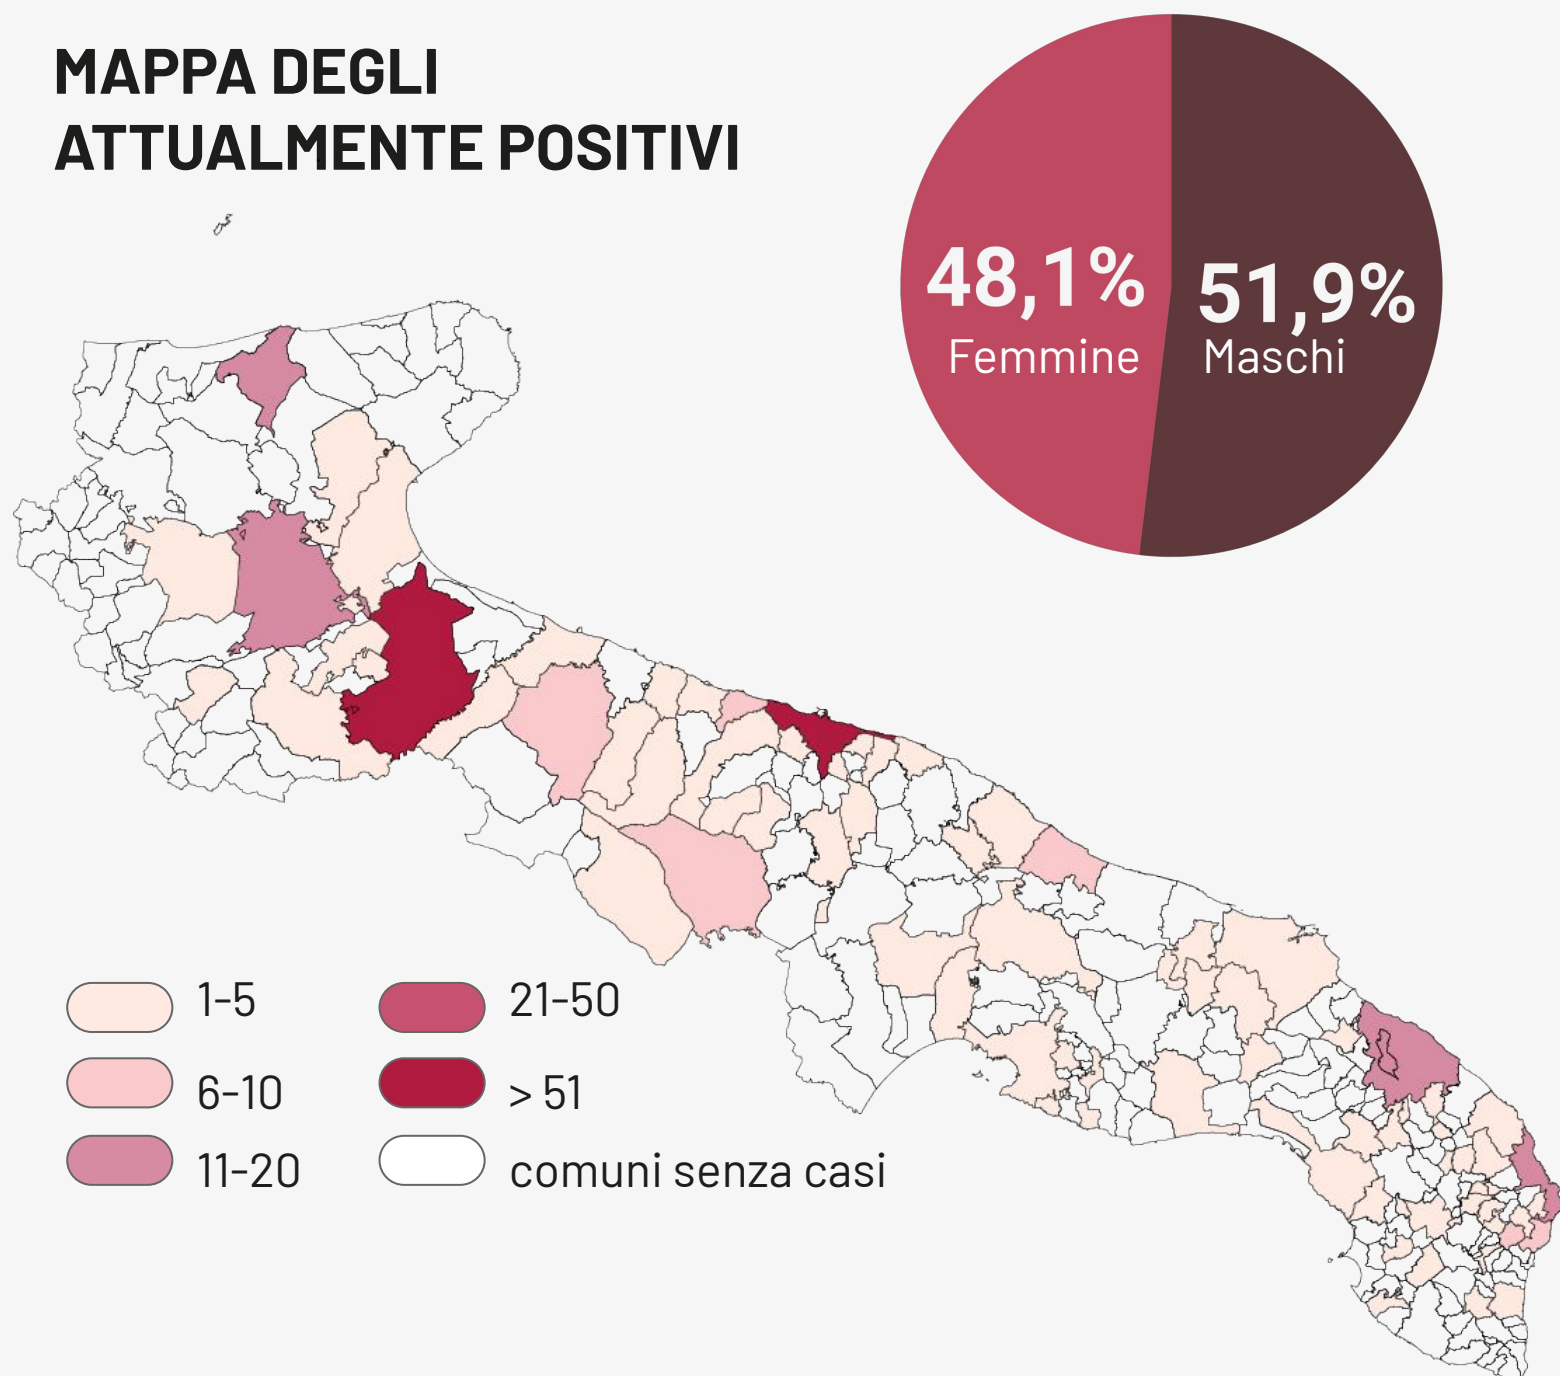 MAPPA DEGLI
ATTUALMENTE POSITIVI
48,1%
Femmine
51,9%
Maschi
1-5
6-10
11-20
21-50
> 51
comuni senza casi